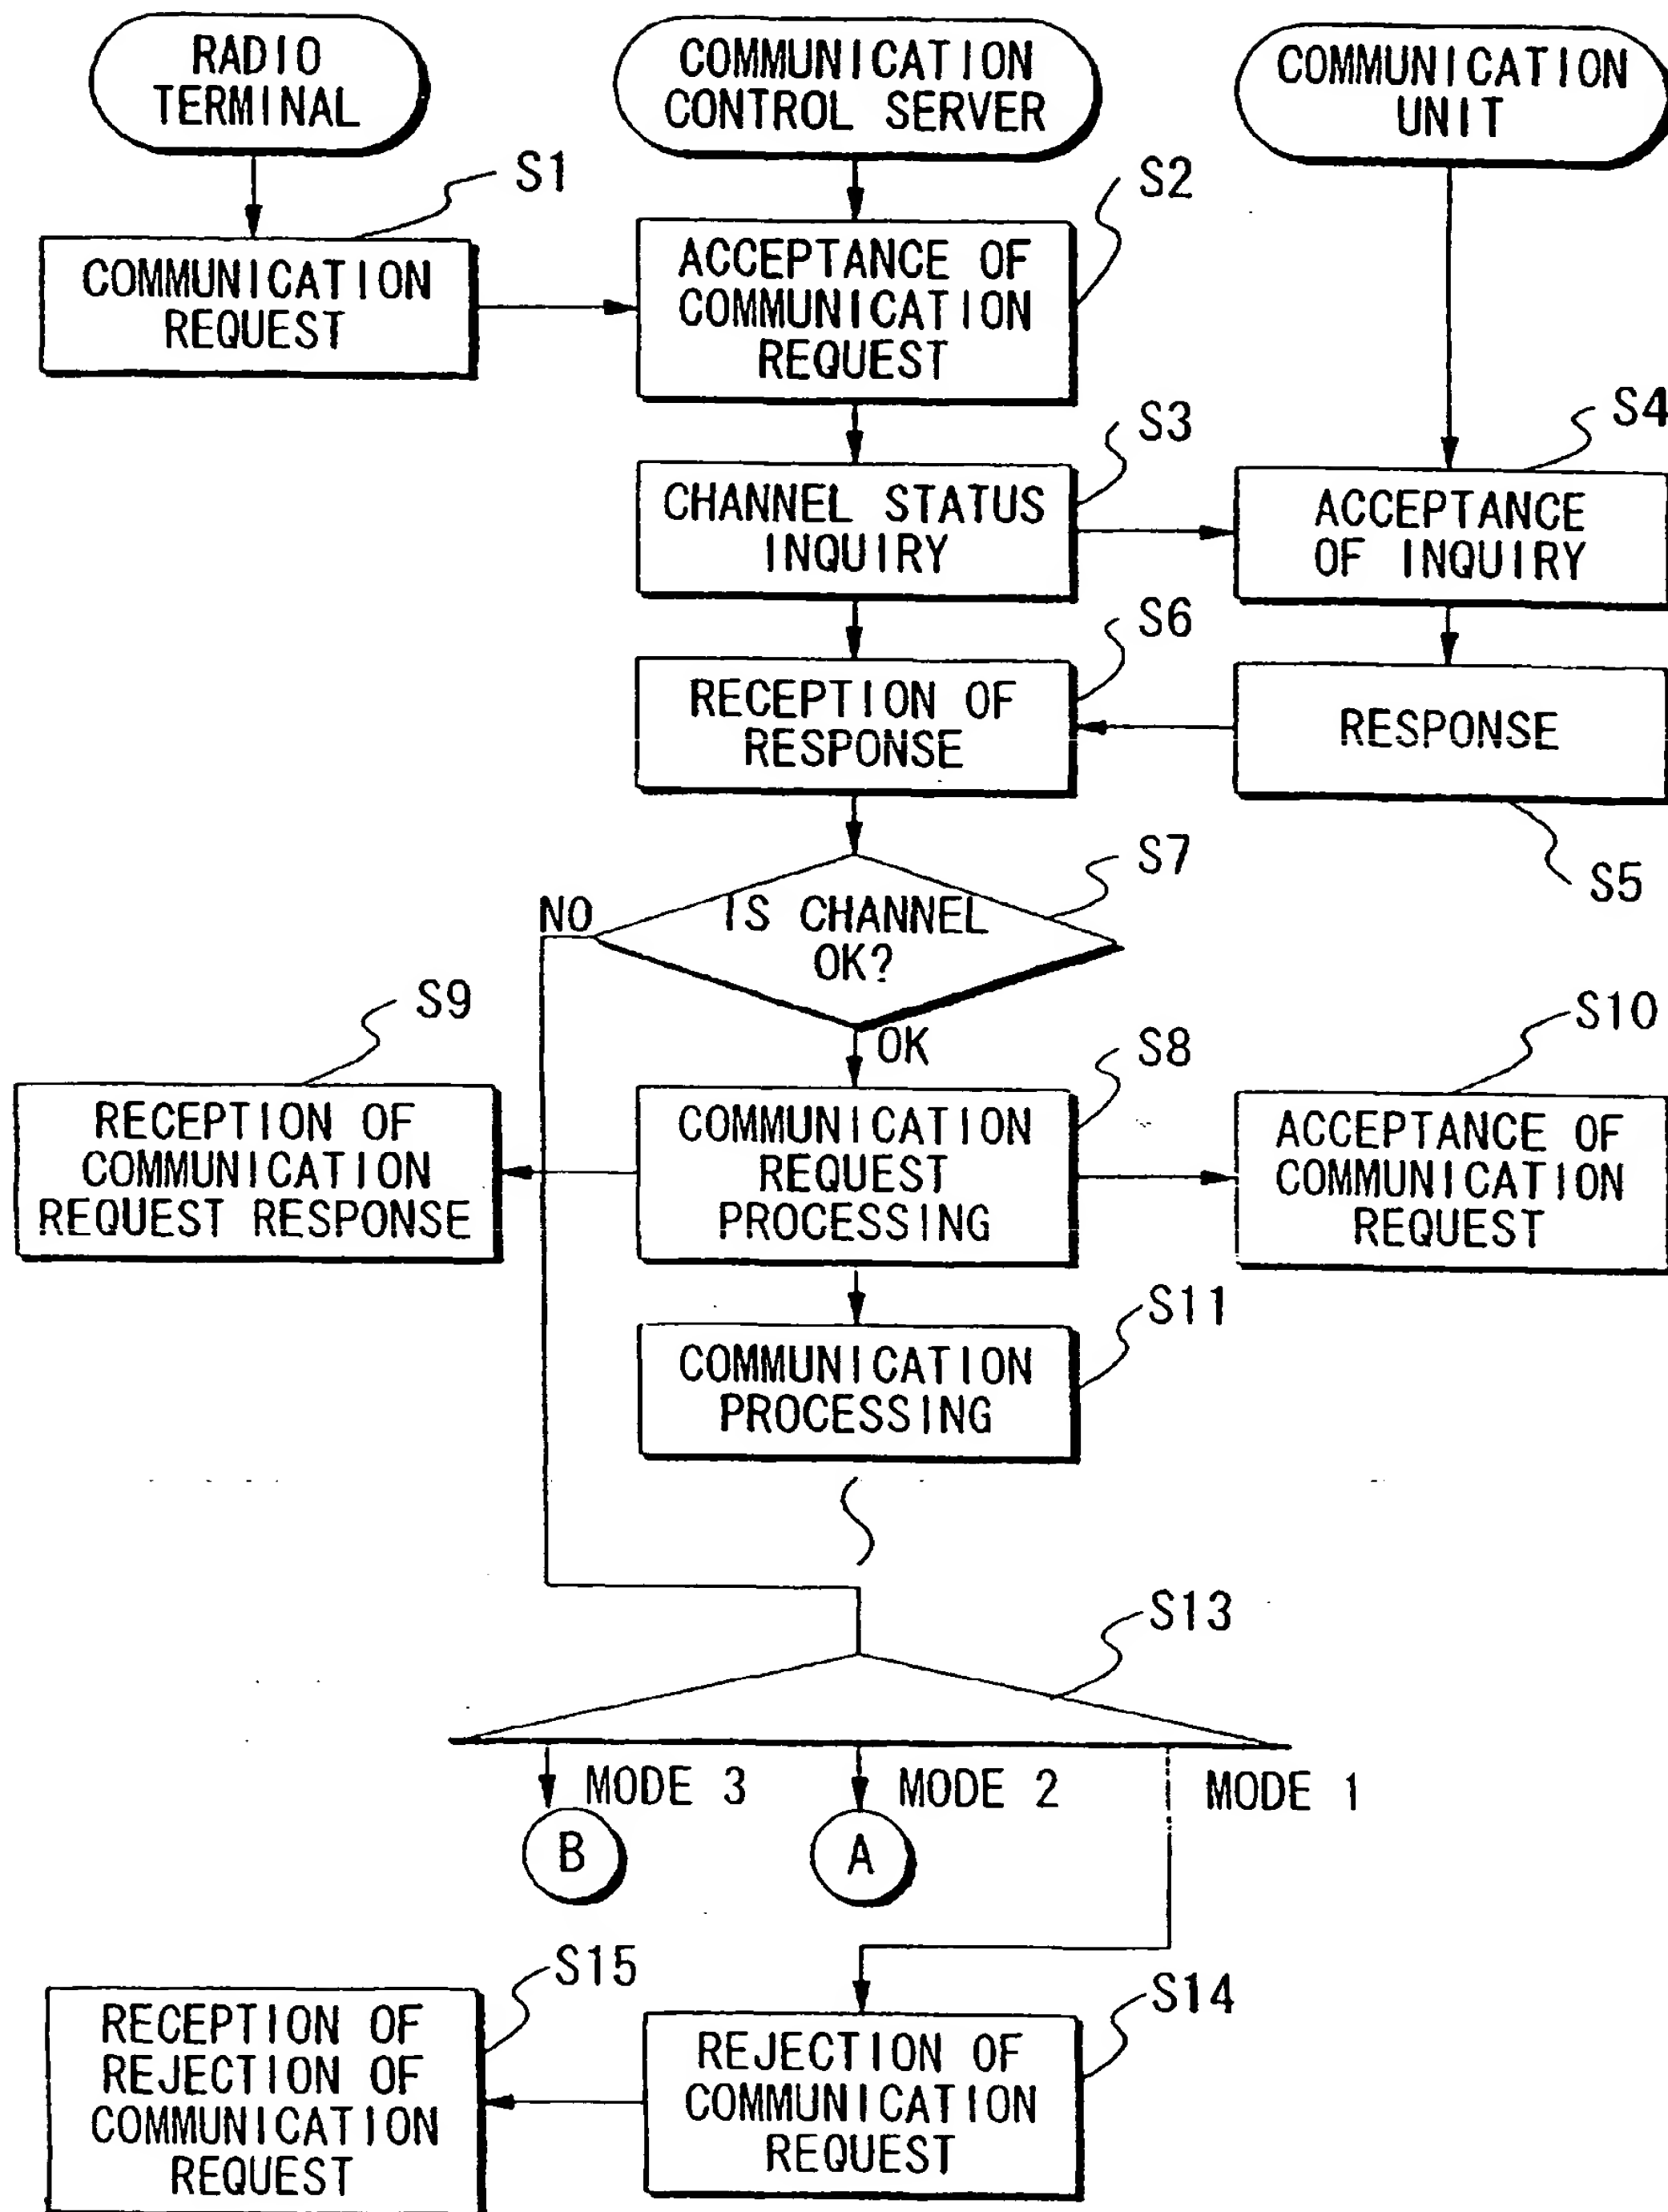 RADIO
TERMINAL
COMMUNICATION
CONTROL SERVER
COMMUNICATION
UNIT
S1
S2
COMMUNICATION
REQUEST
ACCEPTANCE OF
COMMUNICATION
REQUEST
S3
S4
CHANNEL STATUS
INQUIRY
ACCEPTANCE
OF INQUIRY
S6
RECEPTION OF
RESPONSE
RESPONSE
S5
S7
NO
IS CHANNEL
OK?
OK
S9
S8
S10
RECEPTION OF
COMMUNICATION
REQUEST RESPONSE
COMMUNICATION
REQUEST
PROCESSING
ACCEPTANCE OF
COMMUNICATION
REQUEST
S11
COMMUNICATION
PROCESSING
S13
MODE 3
MODE 2
MODE 1
B
A
S15
S14
RECEPTION OF
REJECTION OF
COMMUNICATION
REQUEST
REJECTION OF
COMMUNICATION
REQUEST